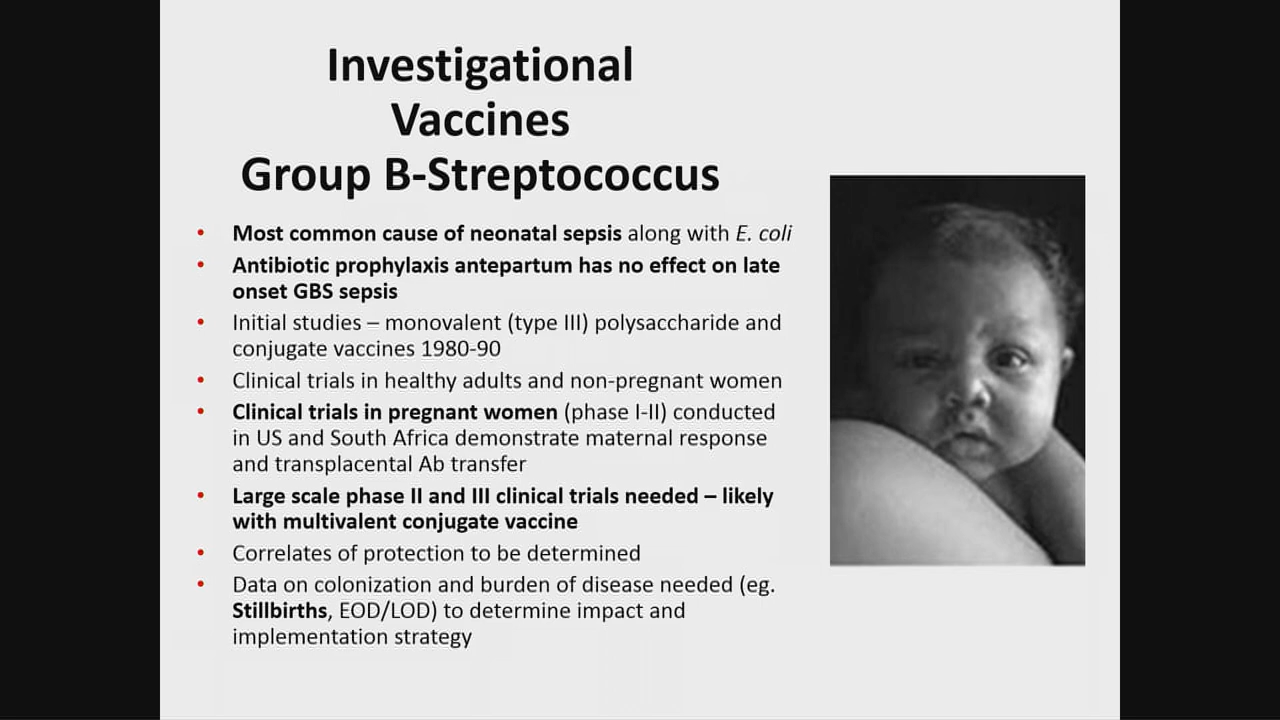 Investigational
Vaccines
Group B-Streptococcus
• Most common cause of neonatal sepsis along with E. coli
• Antibiotic prophylaxis antepartum has no effect on late
onset GBS sepsis
• Initial studies – monovalent (type III) polysaccharide and
conjugate vaccines 1980-90
• Clinical trials in healthy adults and non-pregnant women
• Clinical trials in pregnant women (phase I-II) conducted
in US and South Africa demonstrate maternal response
and transplacental Ab transfer
• Large scale phase II and III clinical trials needed – likely
with multivalent conjugate vaccine
• Correlates of protection to be determined
• Data on colonization and burden of disease needed (eg.
Stillbirths, EOD/LOD) to determine impact and
implementation strategy